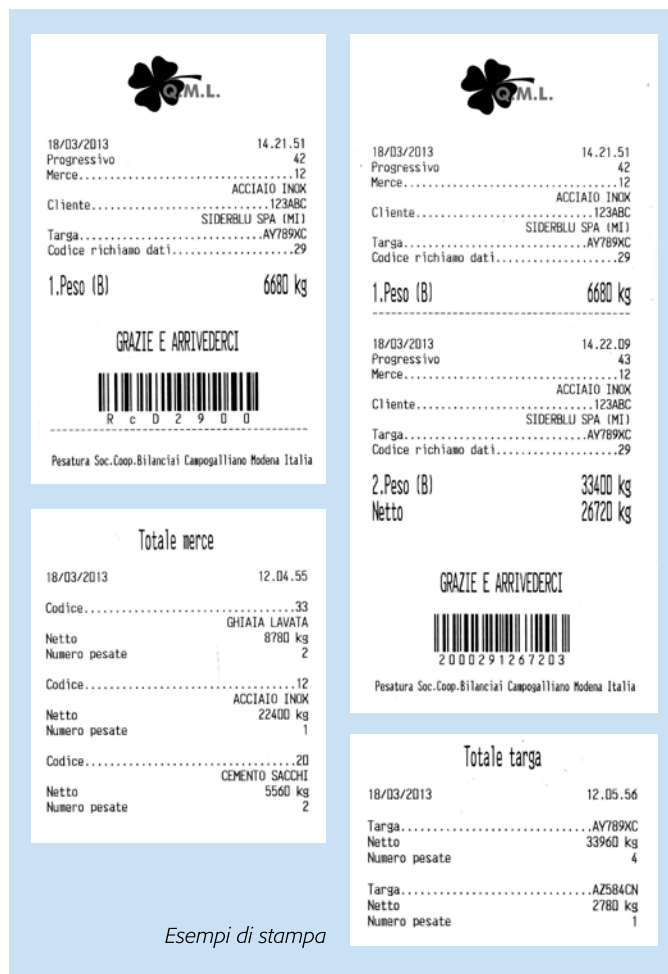 Q.M.L.
18/03/2013 14.21.51
Progressivo 42
Merce............................12
ACCIAIO INOX
Cliente..........................123ABC
SIDERBLU SPA (MI)
Targa............................AY789XC
Codice richiamo dati....................29
1.Peso (B) 6680 kg
GRAZIE E ARRIVEDERCI
R c D 2 9 0 0
Pesatura Soc.Coop.Bilanciai Campogalliano Modena Italia
Totale merce
18/03/2013 12.04.55
Codice..................................33
GHIAIA LAVATA
Netto 8780 kg
Numero pesate 2
Codice..................................12
ACCIAIO INOX
Netto 22400 kg
Numero pesate 1
Codice..................................20
CEMENTO SACCHI
Netto 5560 kg
Numero pesate 2
Esempi di stampa
Q.M.L.
18/03/2013 14.21.51
Progressivo 42
Merce............................12
ACCIAIO INOX
Cliente..........................123ABC
SIDERBLU SPA (MI)
Targa............................AY789XC
Codice richiamo dati....................29
1.Peso (B) 6680 kg
18/03/2013 14.22.09
Progressivo 43
Merce............................12
ACCIAIO INOX
Cliente..........................123ABC
SIDERBLU SPA (MI)
Targa............................AY789XC
Codice richiamo dati....................29
2.Peso (B) 33400 kg
Netto 26720 kg
GRAZIE E ARRIVEDERCI
2000291267203
Pesatura Soc.Coop.Bilanciai Campogalliano Modena Italia
Totale targa
18/03/2013 12.05.56
Targa............................AY789XC
Netto 33960 kg
Numero pesate 4
Targa............................AZ584CN
Netto 2780 kg
Numero pesate 1